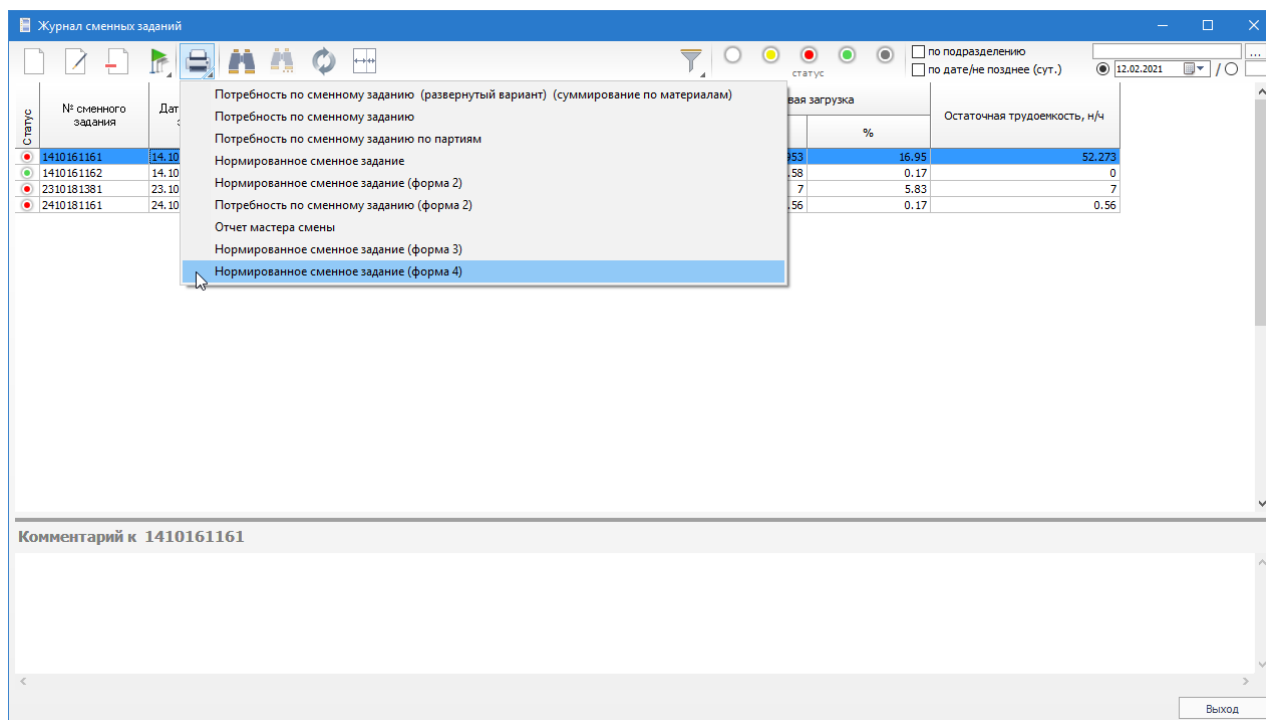 Журнал сменных заданий
по подразделению
...
статус
по дате/не позднее (сут.)
12.02.2021
/
Потребность по сменному заданию (развернутый вариант) (суммирование по материалам)
Потребность по сменному заданию
Потребность по сменному заданию по партиям
Нормированное сменное задание
Нормированное сменное задание (форма 2)
Потребность по сменному заданию (форма 2)
Отчет мастера смены
Нормированное сменное задание (форма 3)
Нормированное сменное задание (форма 4)
Статус
№ сменного
задания
Дат
вая загрузка
%
Остаточная трудоемкость, н/ч
1410161161 14.10 953 16.95 52.273
1410161162 14.10 .58 0.17 0
2310181381 23.10 7 5.83 7
2410181161 24.10 .56 0.17 0.56
Комментарий к 1410161161
Выход